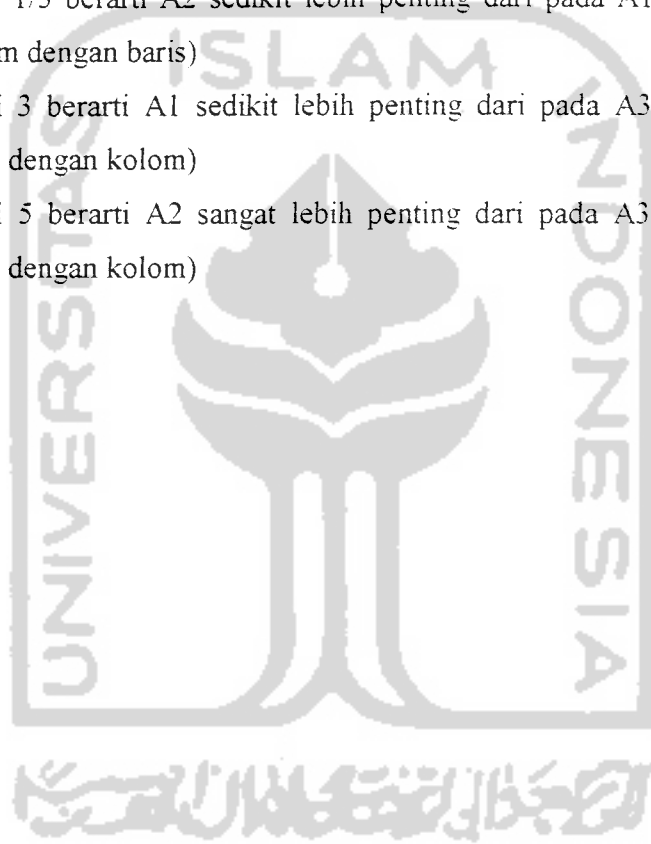 1/3 berarti A2 sedikit lebih penting dari pada A1
m dengan baris)
i 3 berarti A1 sedikit lebih penting dari pada A3
dengan kolom)
i 5 berarti A2 sangat lebih penting dari pada A3
dengan kolom)
UNIVERSITAS
ISLAM
INDONESIA